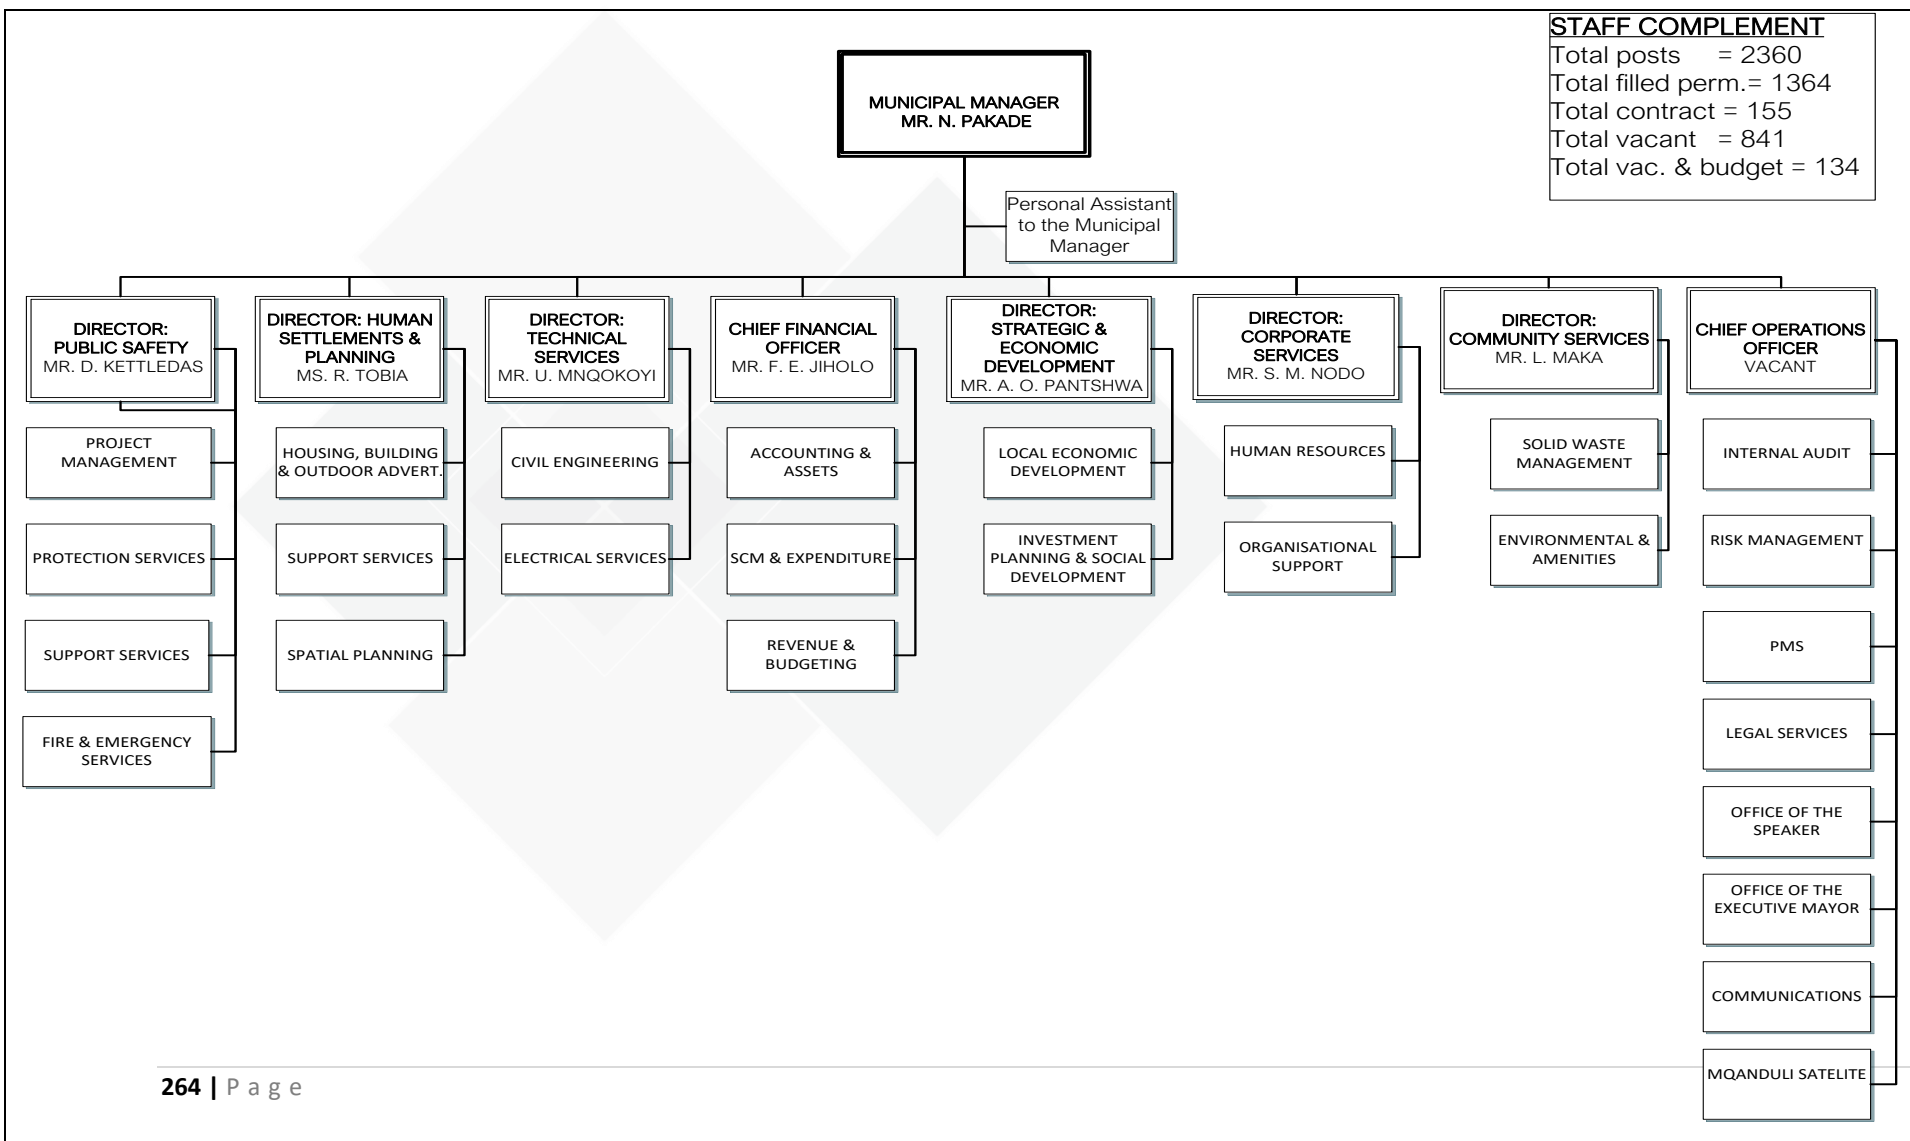 STAFF COMPLEMENT
Total posts = 2360
Total filled perm.= 1364
Total contract = 155
Total vacant = 841
Total vac. & budget = 134
MUNICIPAL MANAGER
MR. N. PAKADE
Personal Assistant
to the Municipal
Manager
DIRECTOR:
PUBLIC SAFETY
MR. D. KETTLEDAS
PROJECT
MANAGEMENT
PROTECTION SERVICES
SUPPORT SERVICES
FIRE & EMERGENCY
SERVICES
DIRECTOR: HUMAN
SETTLEMENTS &
PLANNING
MS. R. TOBIA
HOUSING, BUILDING
& OUTDOOR ADVERT.
SUPPORT SERVICES
SPATIAL PLANNING
DIRECTOR:
TECHNICAL
SERVICES
MR. U. MNQOKOYI
CIVIL ENGINEERING
ELECTRICAL SERVICES
CHIEF FINANCIAL
OFFICER
MR. F. E. JIHOLO
ACCOUNTING &
ASSETS
SCM & EXPENDITURE
REVENUE &
BUDGETING
DIRECTOR:
STRATEGIC &
ECONOMIC
DEVELOPMENT
MR. A. O. PANTSHWA
LOCAL ECONOMIC
DEVELOPMENT
INVESTMENT
PLANNING & SOCIAL
DEVELOPMENT
DIRECTOR:
CORPORATE
SERVICES
MR. S. M. NODO
HUMAN RESOURCES
ORGANISATIONAL
SUPPORT
DIRECTOR:
COMMUNITY SERVICES
MR. L. MAKA
SOLID WASTE
MANAGEMENT
ENVIRONMENTAL &
AMENITIES
CHIEF OPERATIONS
OFFICER
VACANT
INTERNAL AUDIT
RISK MANAGEMENT
PMS
LEGAL SERVICES
OFFICE OF THE
SPEAKER
OFFICE OF THE
EXECUTIVE MAYOR
COMMUNICATIONS
MQANDULI SATELITE
264 | Page